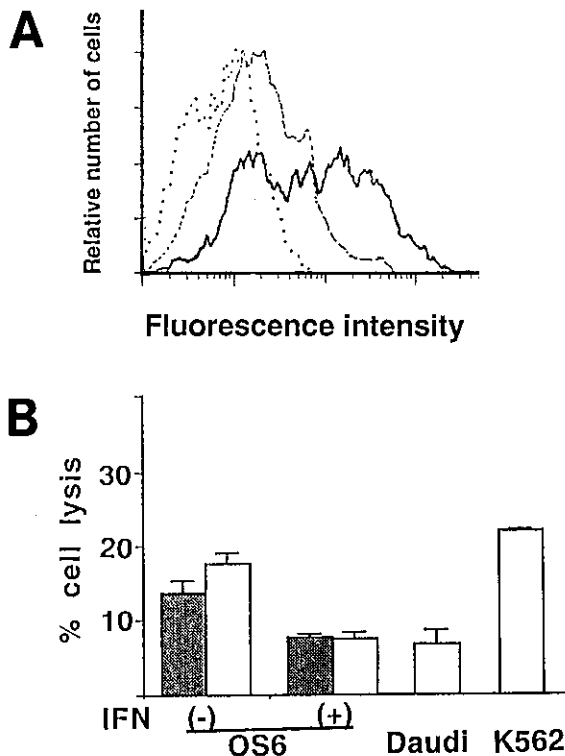 A
Relative number of cells
Fluorescence intensity
B
% cell lysis
30
20
10
IFN (-) (+)
OS6 Daudi K562